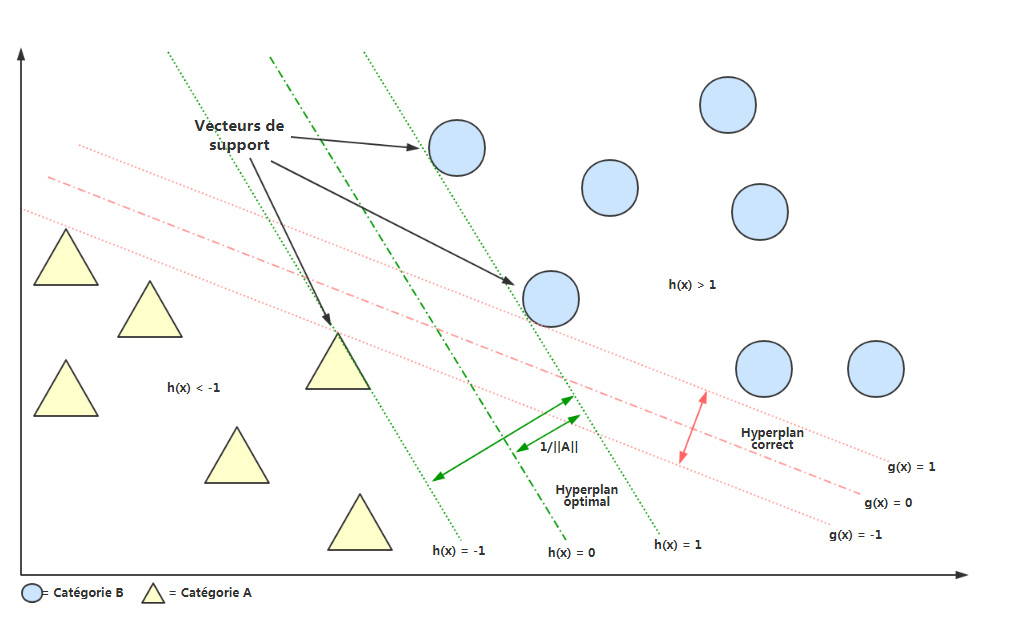 Vecteurs de
support
h(x) > 1
h(x) < -1
Hyperplan
correct
1/||A||
g(x) = 1
Hyperplan
optimal
g(x) = 0
g(x) = -1
h(x) = -1
h(x) = 0
h(x) = 1
= Catégorie B
= Catégorie A